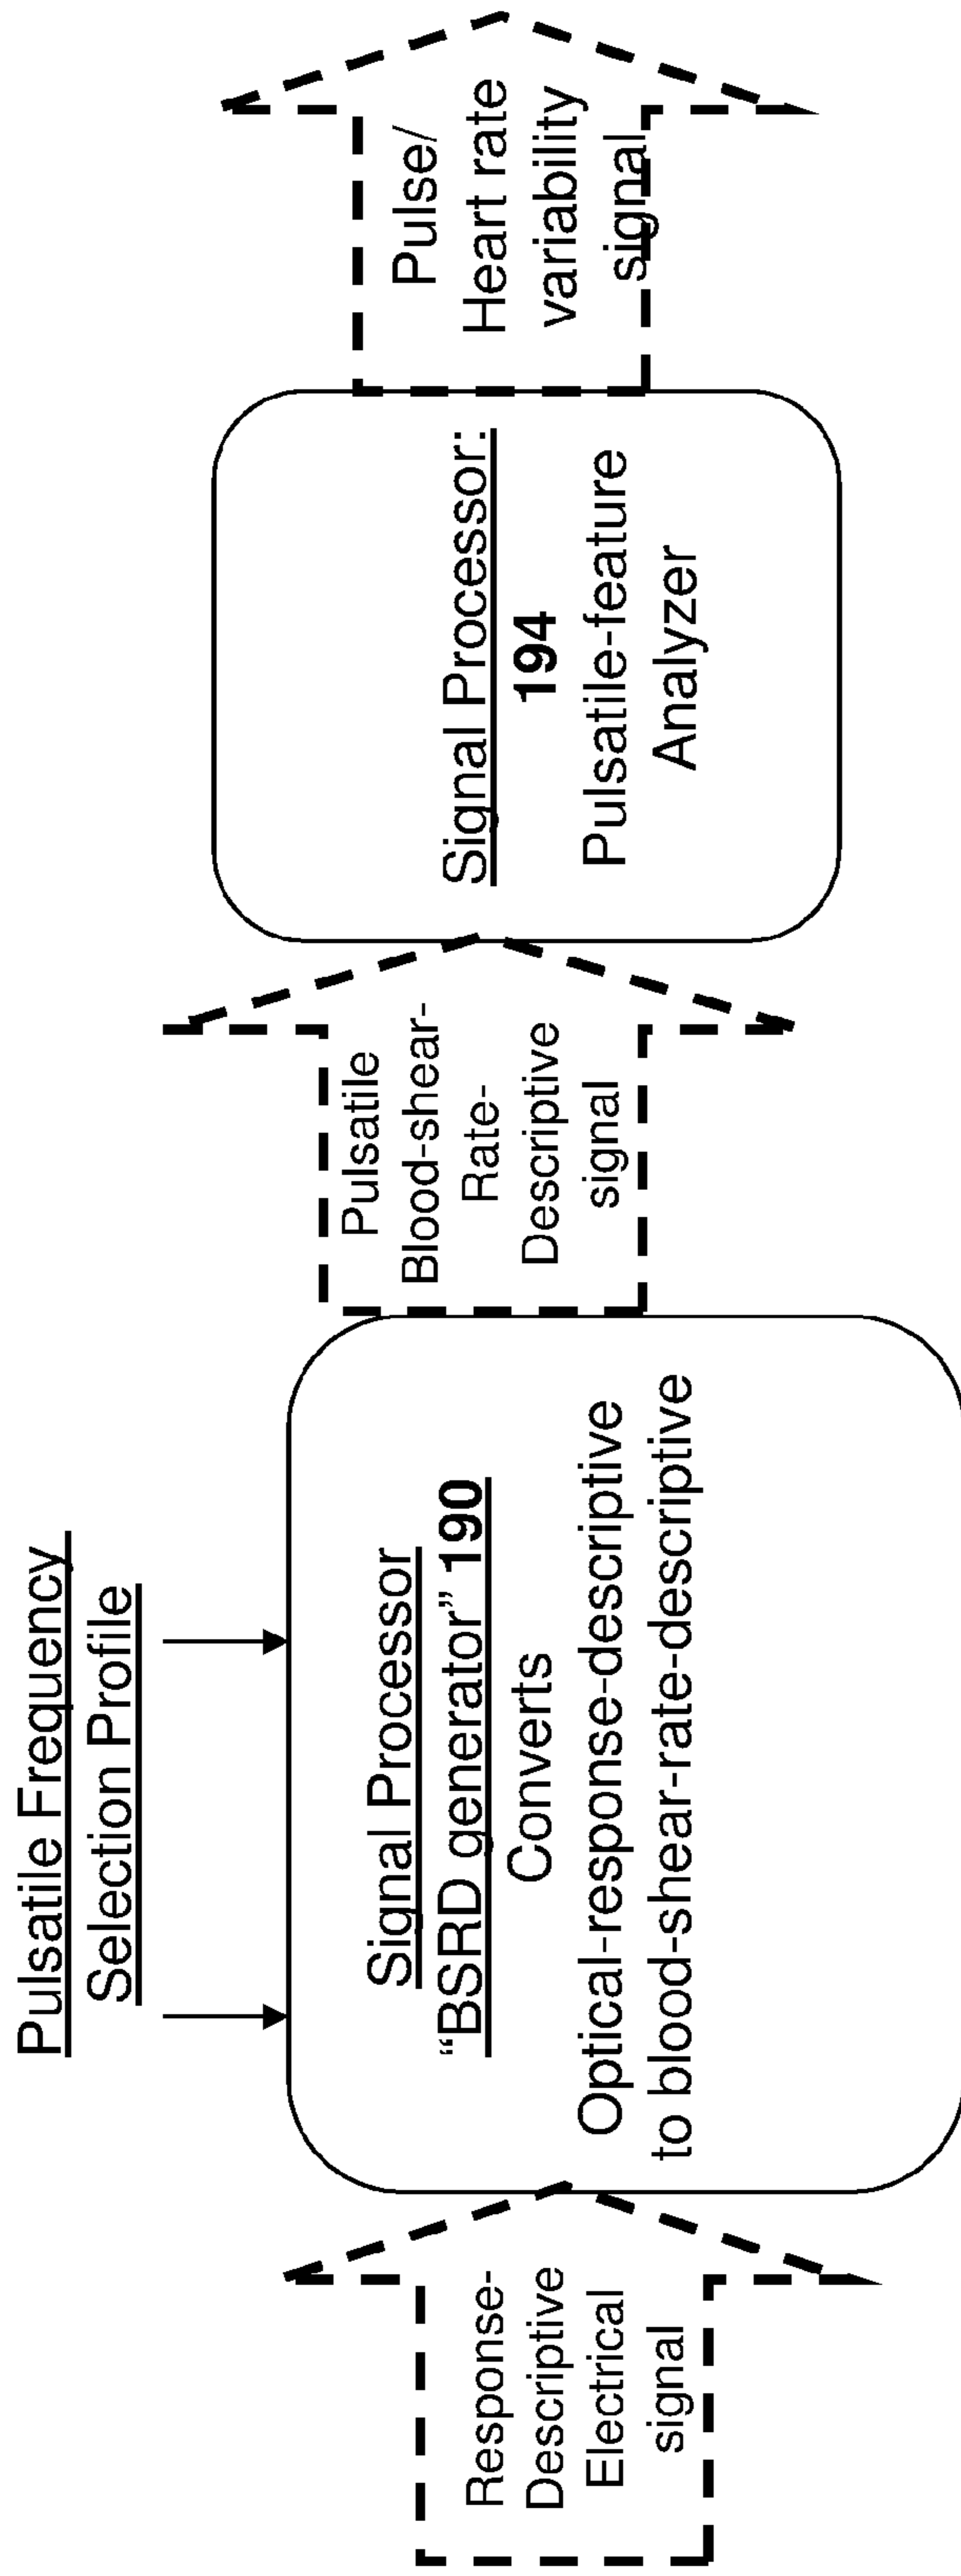 Pulsatile Frequency
Selection Profile
Response-
Descriptive
Electrical
signal
Signal Processor
“BSRD generator” 190
Converts
Optical-response-descriptive
to blood-shear-rate-descriptive
Pulsatile
Blood-shear-
Rate-
Descriptive
signal
Signal Processor:
194
Pulsatile-feature
Analyzer
Pulse/
Heart rate
variability
signal